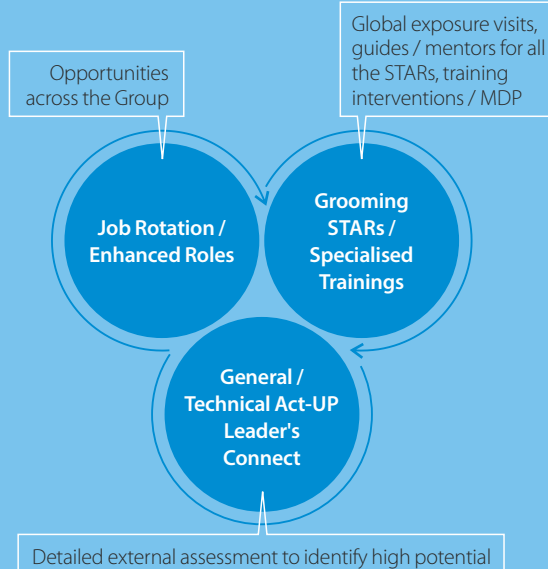 Opportunities
across the Group
Global exposure visits,
guides / mentors for all
the STARs, training
interventions / MDP
Job Rotation /
Enhanced Roles
Grooming
STARs /
Specialised
Trainings
General /
Technical Act-UP
Leader's
Connect
Detailed external assessment to identify high potential